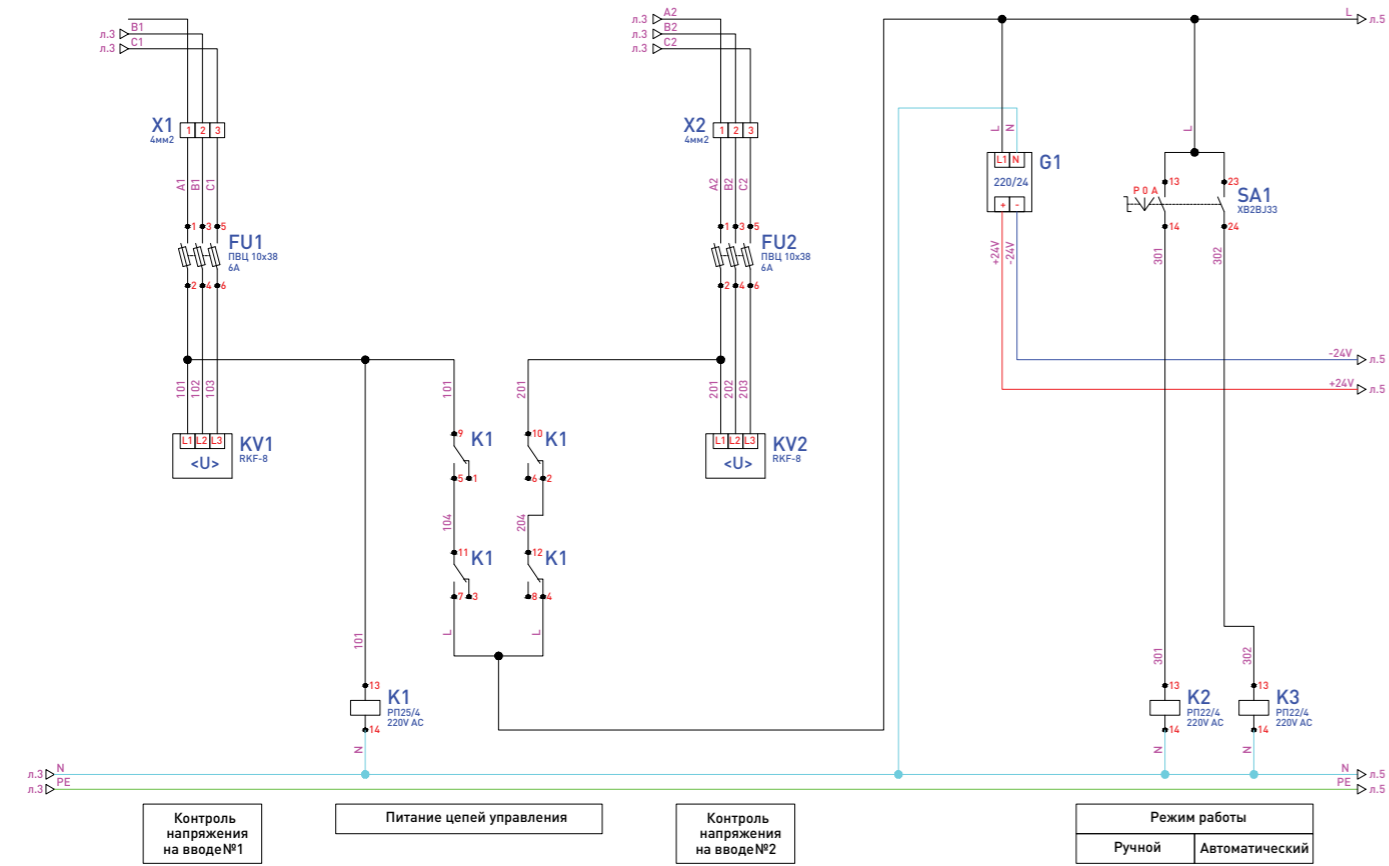 A2
L
л.5
л.3
B1
л.3
B2
л.3
C1
л.3
C2
л.3
X1
4мм2
1 2 3
X2
4мм2
1 2 3
L
N
L
A1
B1
C1
A2
B2
C2
L1 N
G1
220/24
+ -
P 0 A
13
23
SA1
XB2BJ33
14
24
1 3 5
FU1
ПВЦ 10х38
6А
2 4 6
1 3 5
FU2
ПВЦ 10х38
6А
2 4 6
+24V
-24V
301
302
-24V
л.5
+24V
л.5
101
102
103
101
201
201
202
203
L1 L2 L3
KV1
RKF-8
<U>
9
K1
5 1
10
K1
6 2
L1 L2 L3
KV2
RKF-8
<U>
104
204
11
K1
7 3
12
K1
8 4
101
L
L
301
302
13
K1
РП25/4
220V AC
14
N
13
K2
РП22/4
220V AC
14
N
13
K3
РП22/4
220V AC
14
N
л.3
N
N
л.5
л.3
PE
PE
л.5
Контроль
напряжения
на вводе№1
Питание цепей управления
Контроль
напряжения
на вводе№2
Режим работы
Ручной
Автоматический